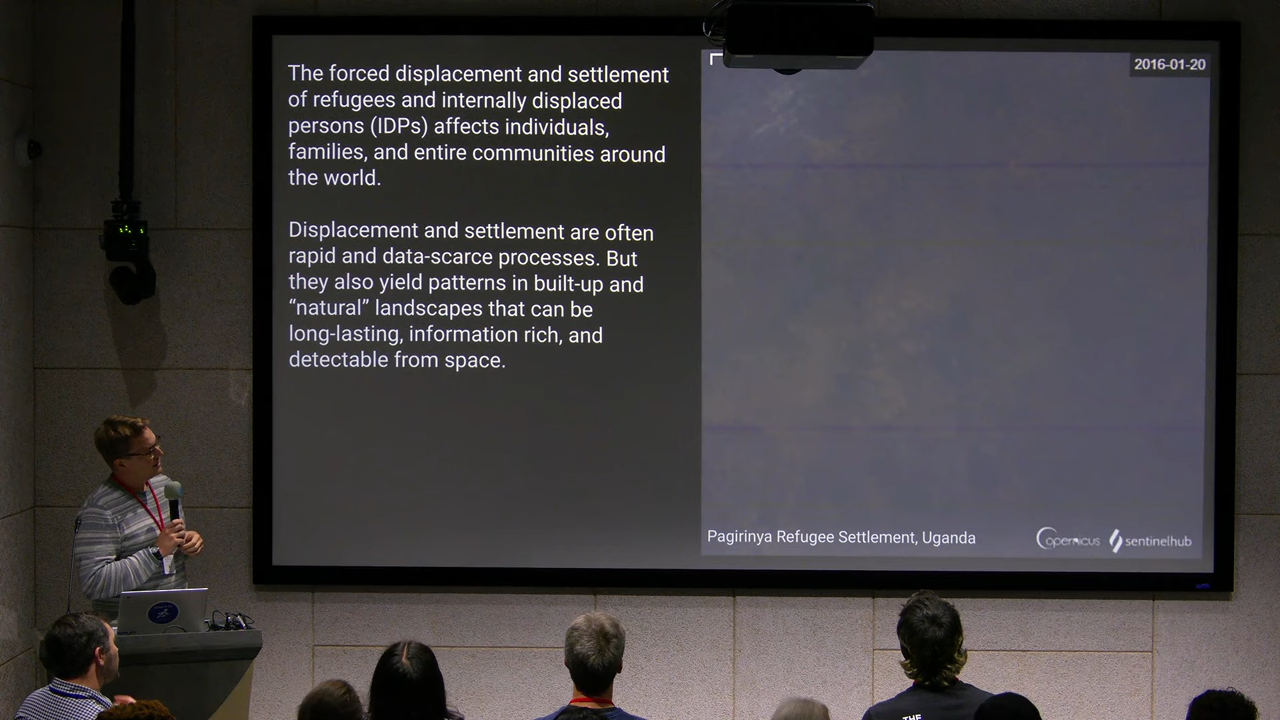 The forced displacement and settlement
of refugees and internally displaced
persons (IDPs) affects individuals,
families, and entire communities around
the world.
Displacement and settlement are often
rapid and data-scarce processes. But
they also yield patterns in built-up and
“natural” landscapes that can be
long-lasting, information rich, and
detectable from space.
2016-01-20
Pagirinya Refugee Settlement, Uganda
Copernicus
sentinelhub
THE